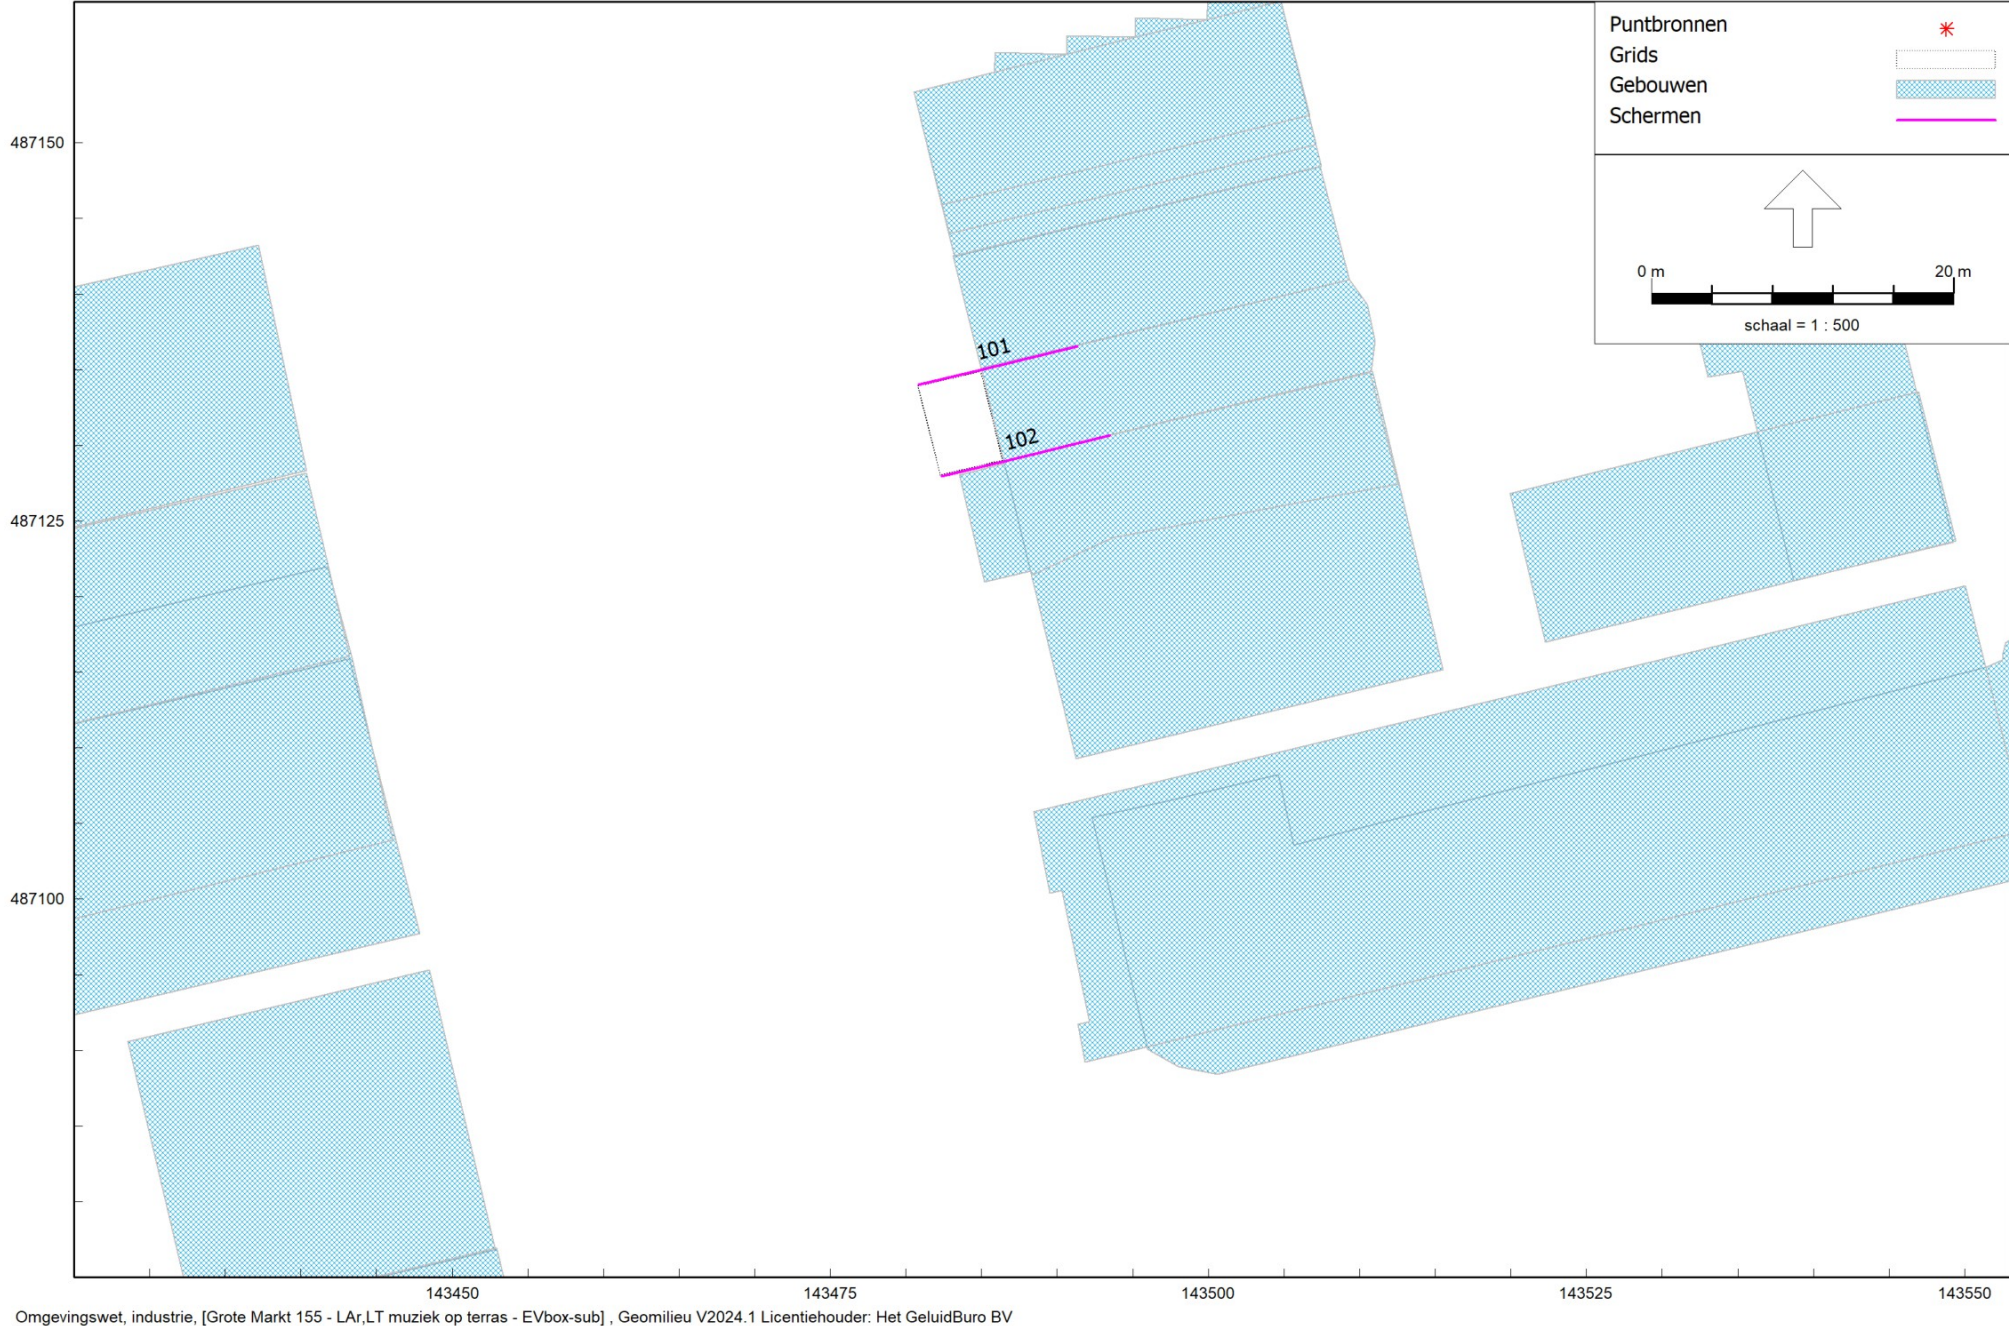 Puntbronnen
Grids
Gebouwen
Schermen
0 m 20 m
schaal = 1 : 500
487150
487125
487100
101
102
143450 143475 143500 143525 143550
Omgevingswet, industrie, [Grote Markt 155 - LAr,LT muziek op terras - EVbox-sub] , Geomilieu V2024.1 Licentiehouder: Het GeluidBuro BV